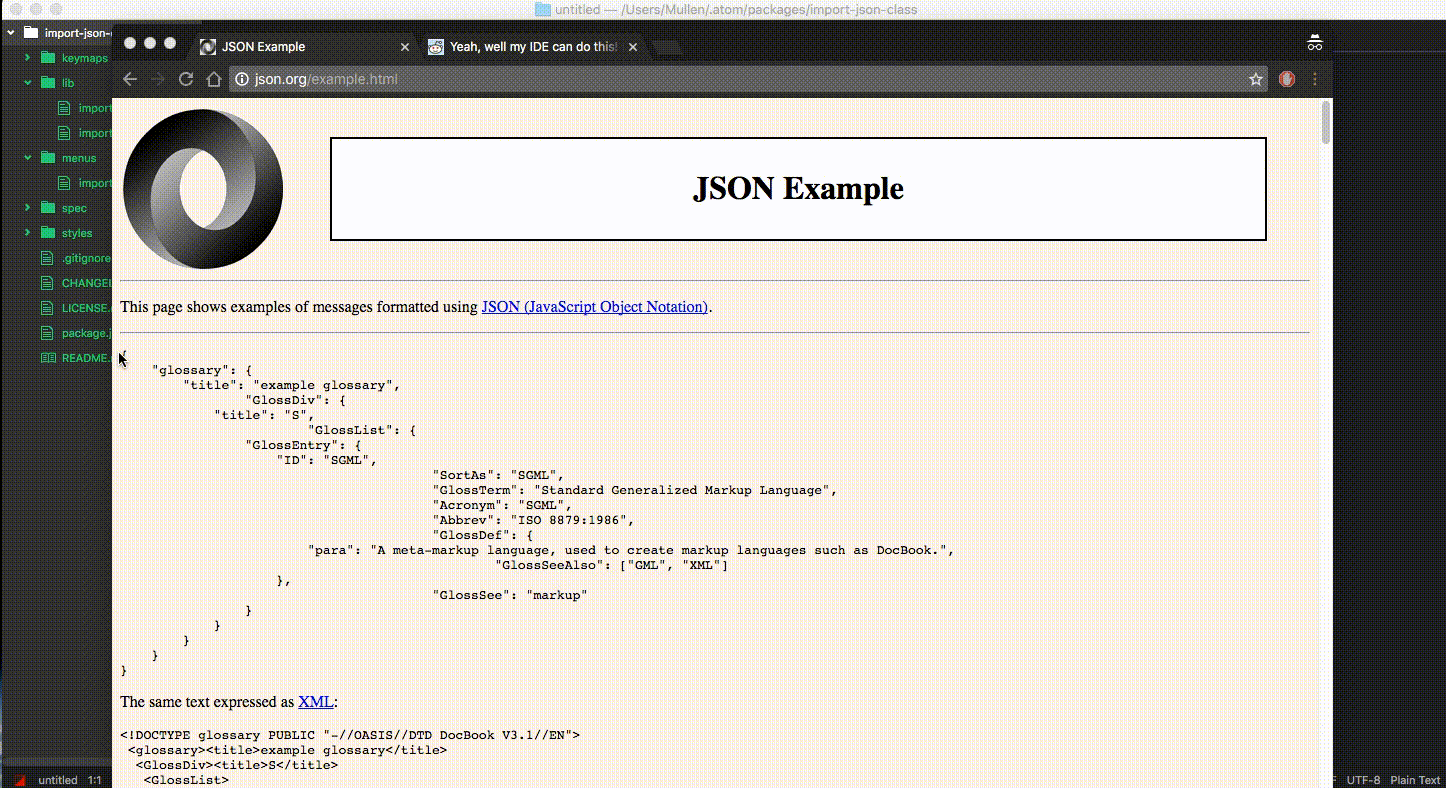 untitled — /Users/Mullen/.atom/packages/import-json-class
import-json-
keymaps
lib
import
import
menus
import
spec
styles
.gitignore
CHANGEL
LICENSE.
package.j
README.
untitled 1:1
JSON Example
Yeah, well my IDE can do this!
json.org/example.html
JSON Example
This page shows examples of messages formatted using JSON (JavaScript Object Notation).
{
    "glossary": {
        "title": "example glossary",
                "GlossDiv": {
            "title": "S",
                        "GlossList": {
                "GlossEntry": {
                    "ID": "SGML",
                                        "SortAs": "SGML",
                                        "GlossTerm": "Standard Generalized Markup Language",
                                        "Acronym": "SGML",
                                        "Abbrev": "ISO 8879:1986",
                                        "GlossDef": {
                        "para": "A meta-markup language, used to create markup languages such as DocBook.",
                                                "GlossSeeAlso": ["GML", "XML"]
                    },
                                        "GlossSee": "markup"
                }
            }
        }
    }
}
The same text expressed as XML:
<!DOCTYPE glossary PUBLIC "-//OASIS//DTD DocBook V3.1//EN">
 <glossary><title>example glossary</title>
  <GlossDiv><title>S</title>
   <GlossList>
UTF-8 Plain Text